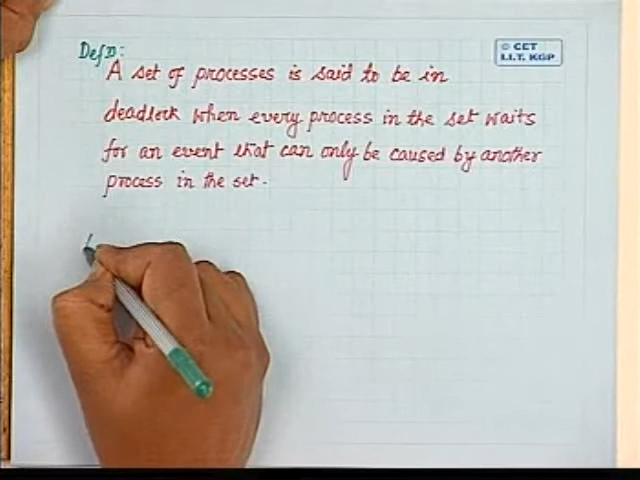 Defn:
© CET
I.I.T. KGP
A set of processes is said to be in
deadlock when every process in the set waits
for an event that can only be caused by another
process in the set.